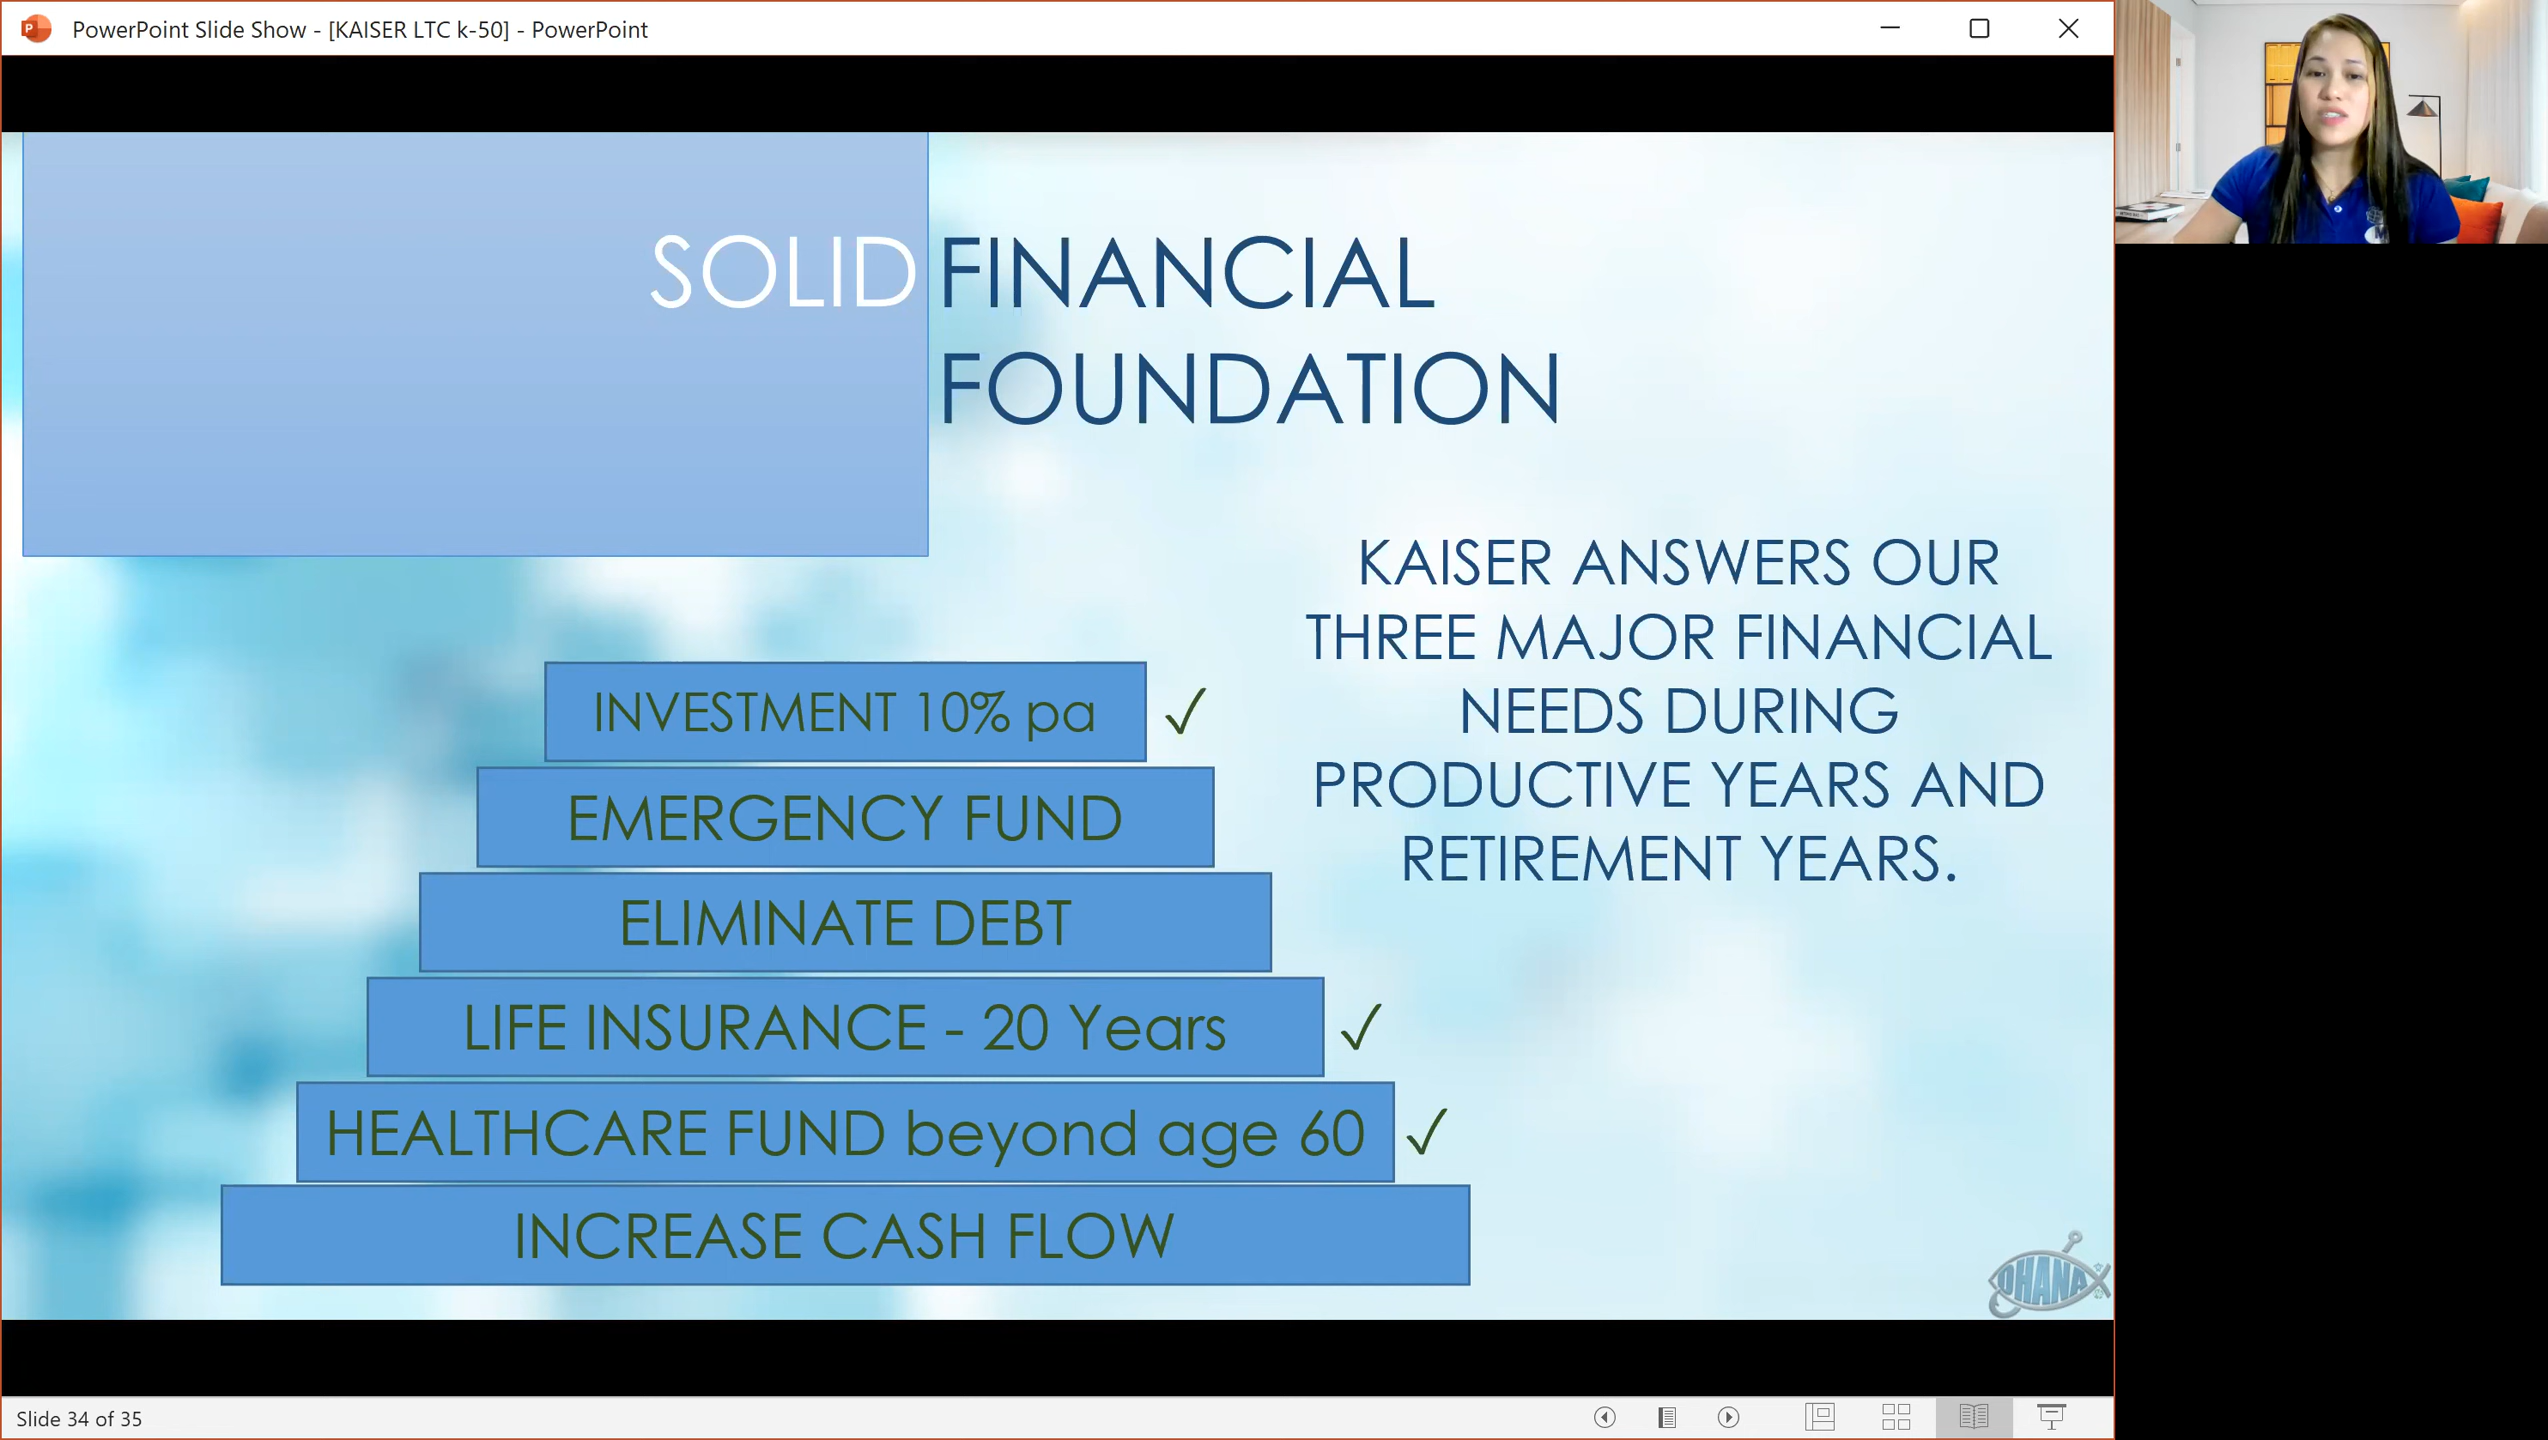 PowerPoint Slide Show - [KAISER LTC k-50] - PowerPoint
SOLID FINANCIAL
FOUNDATION
KAISER ANSWERS OUR
THREE MAJOR FINANCIAL
NEEDS DURING
PRODUCTIVE YEARS AND
RETIREMENT YEARS.
INVESTMENT 10% pa ✓
EMERGENCY FUND
ELIMINATE DEBT
LIFE INSURANCE - 20 Years ✓
HEALTHCARE FUND beyond age 60 ✓
INCREASE CASH FLOW
OHANA
Slide 34 of 35